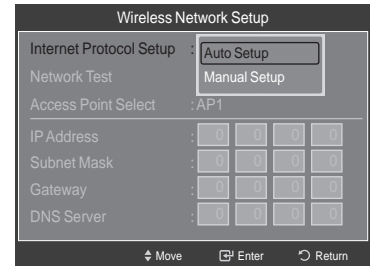 Wireless Network Setup
Internet Protocol Setup : Auto Setup
Manual Setup
Network Test
Access Point Select : AP1
IP Address : 0 0 0 0
Subnet Mask : 0 0 0 0
Gateway : 0 0 0 0
DNS Server : 0 0 0 0
Move Enter Return